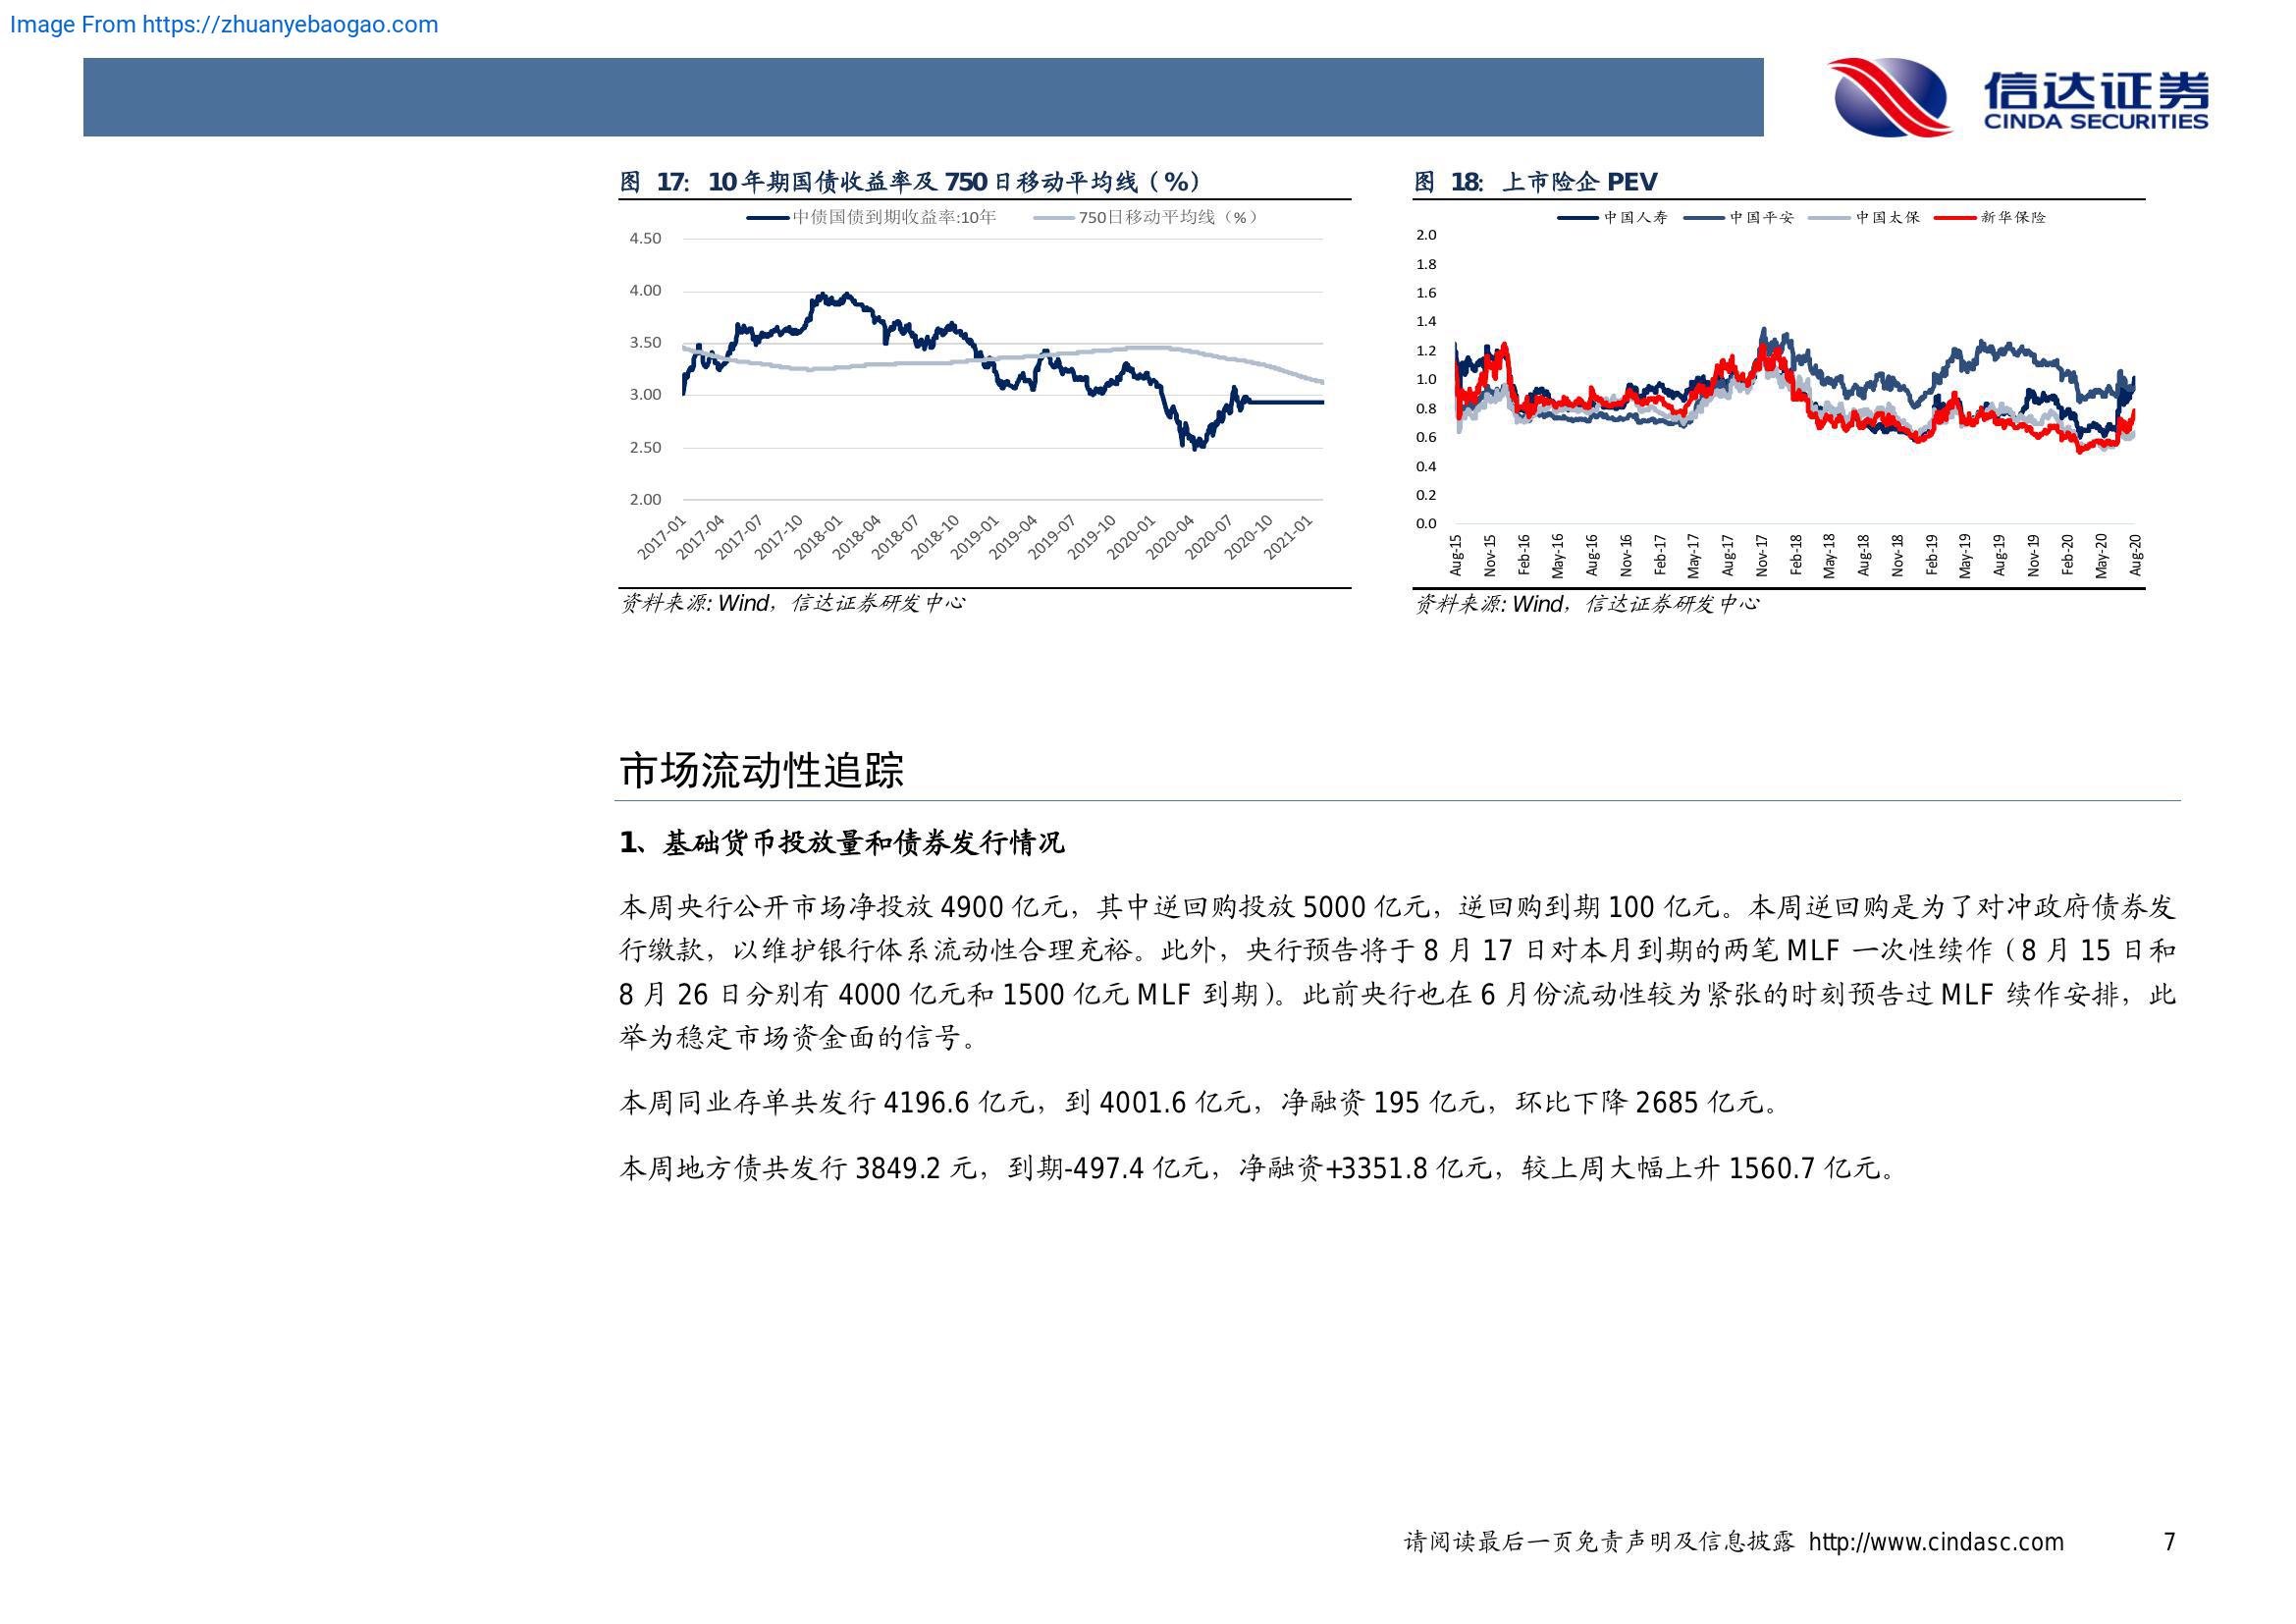 Image From https://zhuanyebaogao.com
信达证券
CINDA SECURITIES
图 17: 10 年期国债收益率及 750 日移动平均线（%）
中债国债到期收益率:10年 750日移动平均线（%）
4.50
4.00
3.50
3.00
2.50
2.00
2017-01 2017-04 2017-07 2017-10 2018-01 2018-04 2018-07 2018-10 2019-01 2019-04 2019-07 2019-10 2020-01 2020-04 2020-07 2020-10 2021-01
资料来源: Wind，信达证券研发中心
图 18: 上市险企 PEV
中国人寿 中国平安 中国太保 新华保险
2.0
1.8
1.6
1.4
1.2
1.0
0.8
0.6
0.4
0.2
0.0
Aug-15 Nov-15 Feb-16 May-16 Aug-16 Nov-16 Feb-17 May-17 Aug-17 Nov-17 Feb-18 May-18 Aug-18 Nov-18 Feb-19 May-19 Aug-19 Nov-19 Feb-20 May-20 Aug-20
资料来源: Wind，信达证券研发中心
市场流动性追踪
1、基础货币投放量和债券发行情况
本周央行公开市场净投放 4900 亿元，其中逆回购投放 5000 亿元，逆回购到期 100 亿元。本周逆回购是为了对冲政府债券发
行缴款，以维护银行体系流动性合理充裕。此外，央行预告将于 8 月 17 日对本月到期的两笔 MLF 一次性续作（8 月 15 日和
8 月 26 日分别有 4000 亿元和 1500 亿元 MLF 到期）。此前央行也在 6 月份流动性较为紧张的时刻预告过 MLF 续作安排，此
举为稳定市场资金面的信号。
本周同业存单共发行 4196.6 亿元，到 4001.6 亿元，净融资 195 亿元，环比下降 2685 亿元。
本周地方债共发行 3849.2 元，到期-497.4 亿元，净融资+3351.8 亿元，较上周大幅上升 1560.7 亿元。
请阅读最后一页免责声明及信息披露 http://www.cindasc.com 7